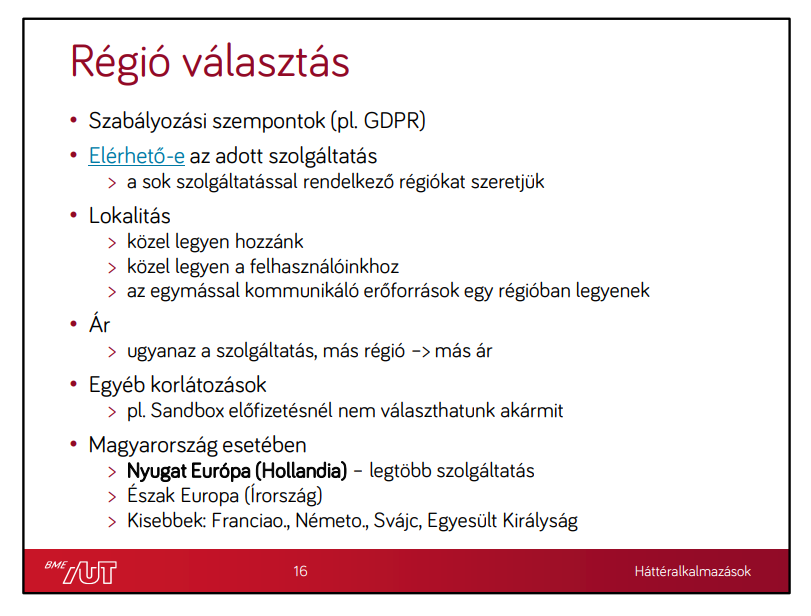 Régió választás
• Szabályozási szempontok (pl. GDPR)
• Elérhető-e az adott szolgáltatás
> a sok szolgáltatással rendelkező régiókat szeretjük
• Lokalitás
> közel legyen hozzánk
> közel legyen a felhasználóinkhoz
> az egymással kommunikáló erőforrások egy régióban legyenek
• Ár
> ugyanaz a szolgáltatás, más régió –> más ár
• Egyéb korlátozások
> pl. Sandbox előfizetésnél nem választhatunk akármit
• Magyarország esetében
> Nyugat Európa (Hollandia) – legtöbb szolgáltatás
> Észak Europa (Írország)
> Kisebbek: Franciao., Németo., Svájc, Egyesült Királyság
BME AUT
16
Háttéralkalmazások